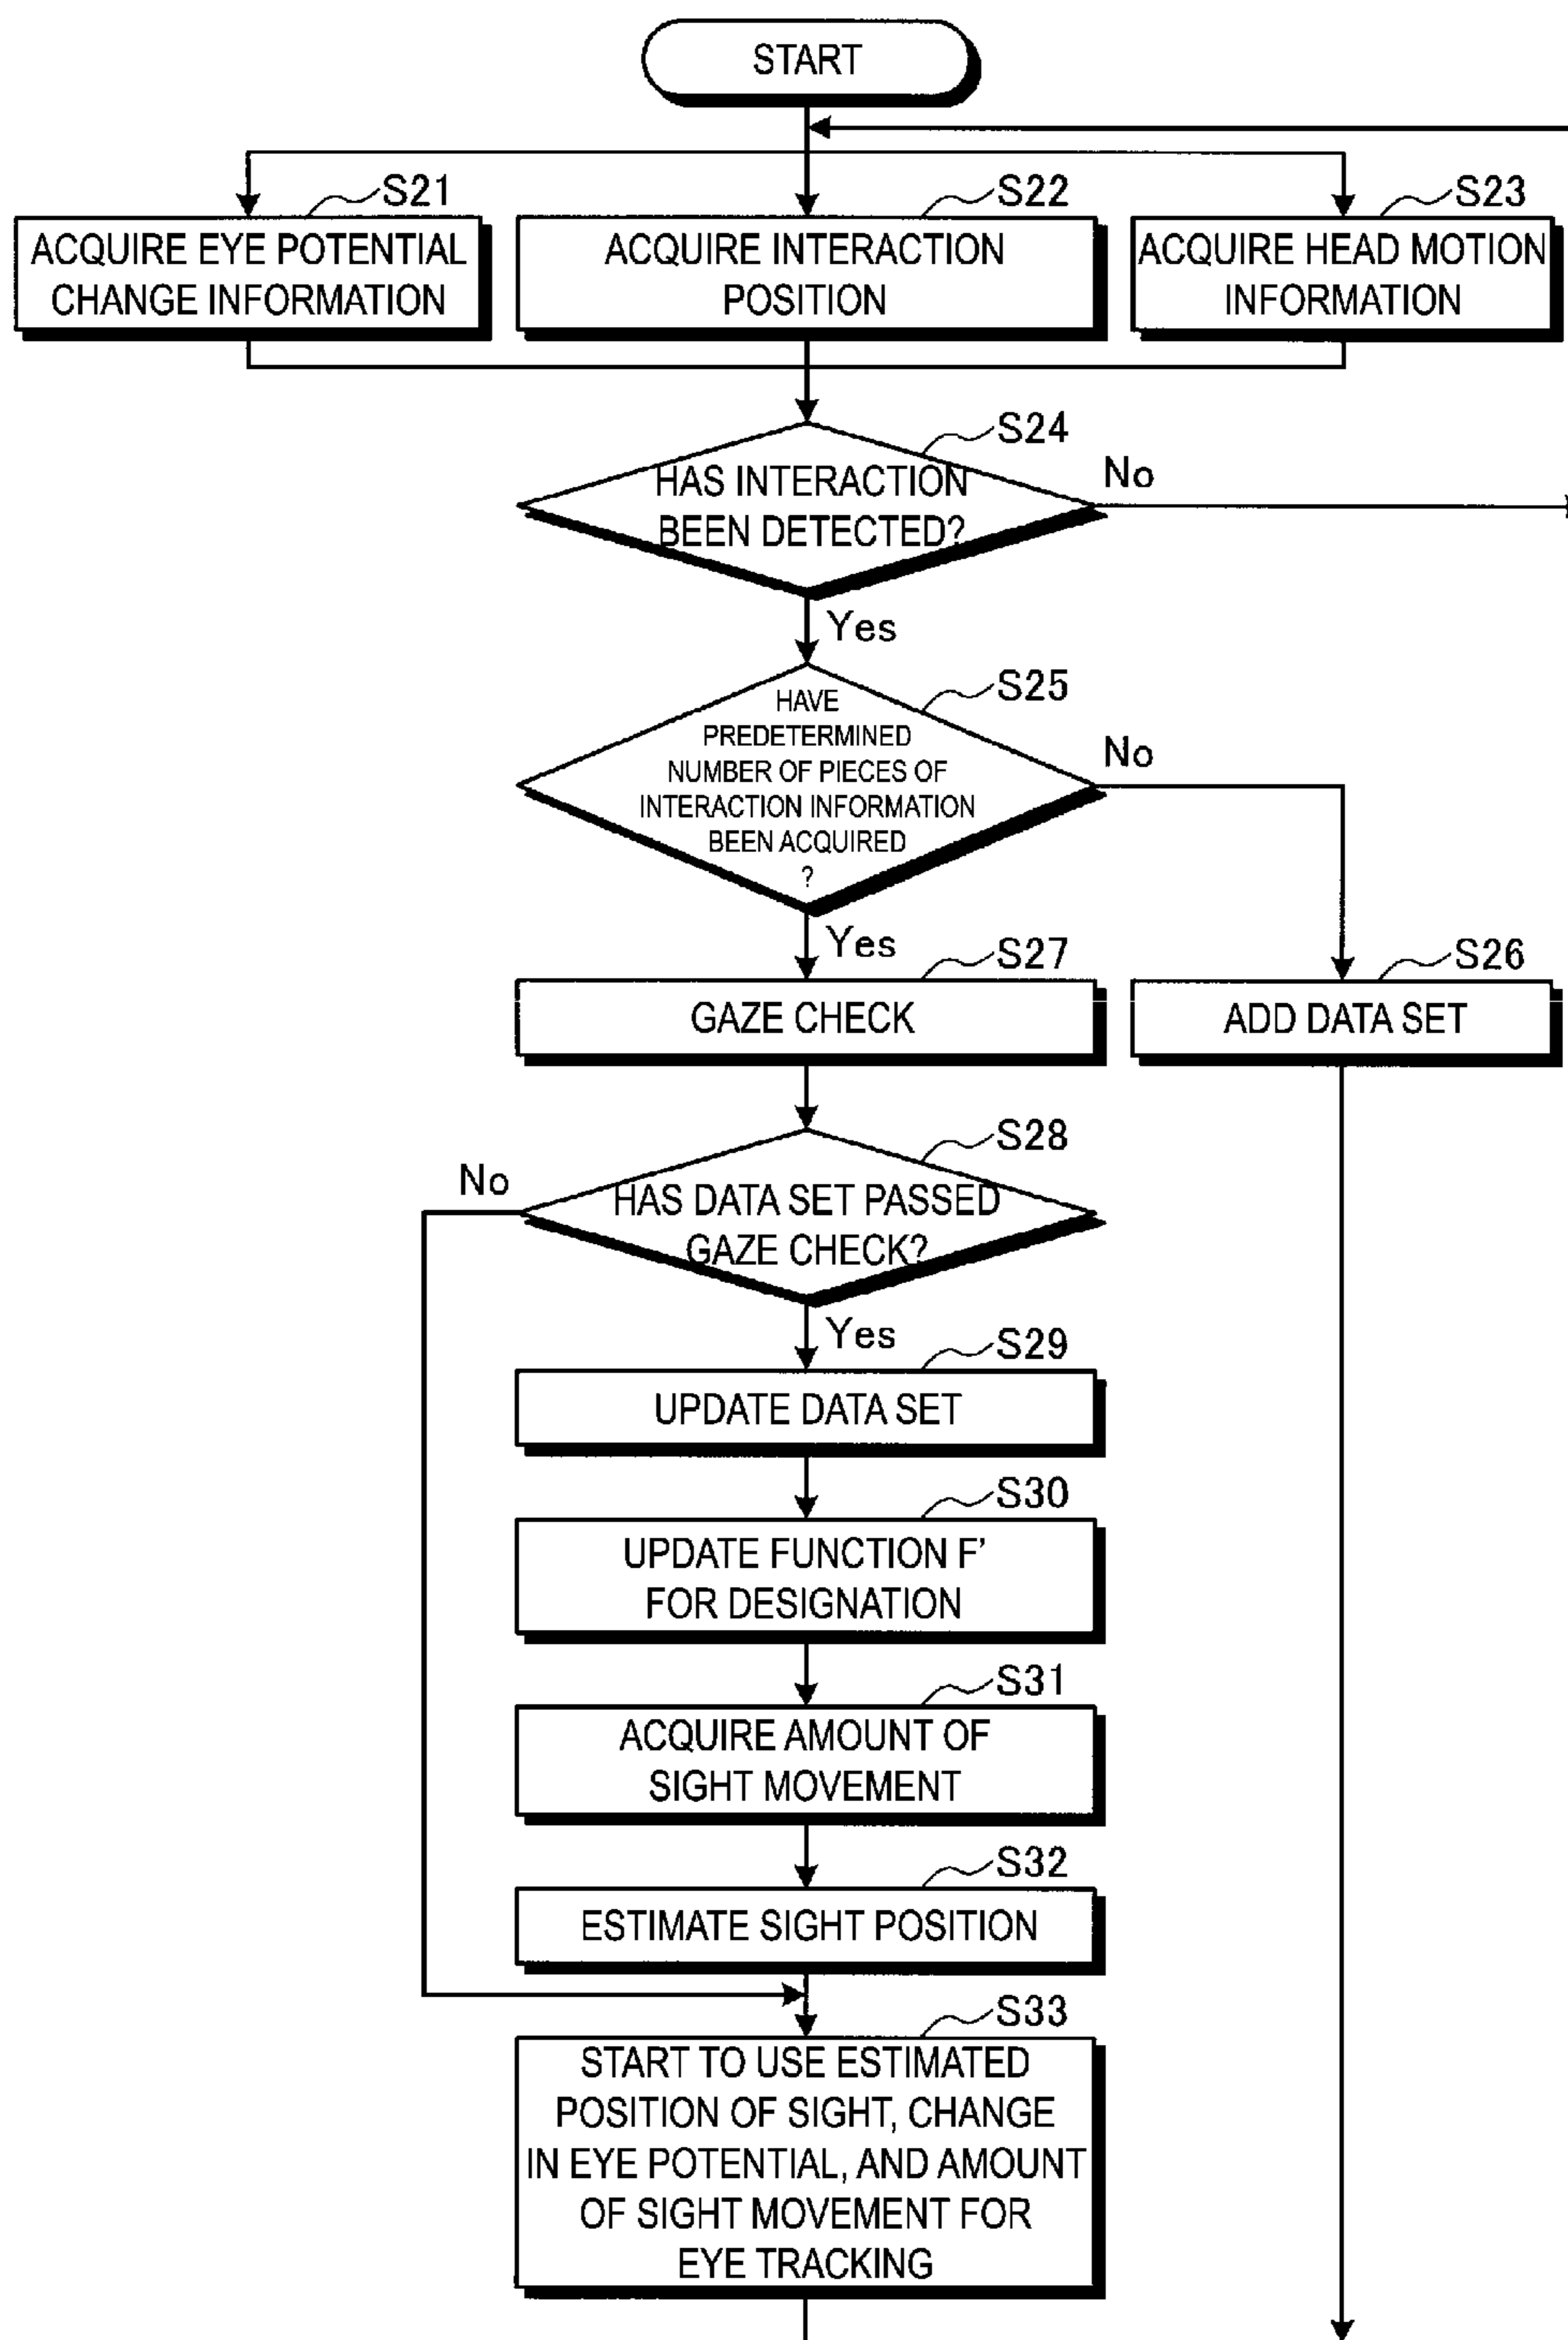 START
S21
ACQUIRE EYE POTENTIAL
CHANGE INFORMATION
S22
ACQUIRE INTERACTION
POSITION
S23
ACQUIRE HEAD MOTION
INFORMATION
S24
HAS INTERACTION
BEEN DETECTED?
No
Yes
S25
HAVE
PREDETERMINED
NUMBER OF PIECES OF
INTERACTION INFORMATION
BEEN ACQUIRED
?
No
Yes
S27
GAZE CHECK
S26
ADD DATA SET
S28
HAS DATA SET PASSED
GAZE CHECK?
No
Yes
S29
UPDATE DATA SET
S30
UPDATE FUNCTION F’
FOR DESIGNATION
S31
ACQUIRE AMOUNT OF
SIGHT MOVEMENT
S32
ESTIMATE SIGHT POSITION
S33
START TO USE ESTIMATED
POSITION OF SIGHT, CHANGE
IN EYE POTENTIAL, AND AMOUNT
OF SIGHT MOVEMENT FOR
EYE TRACKING